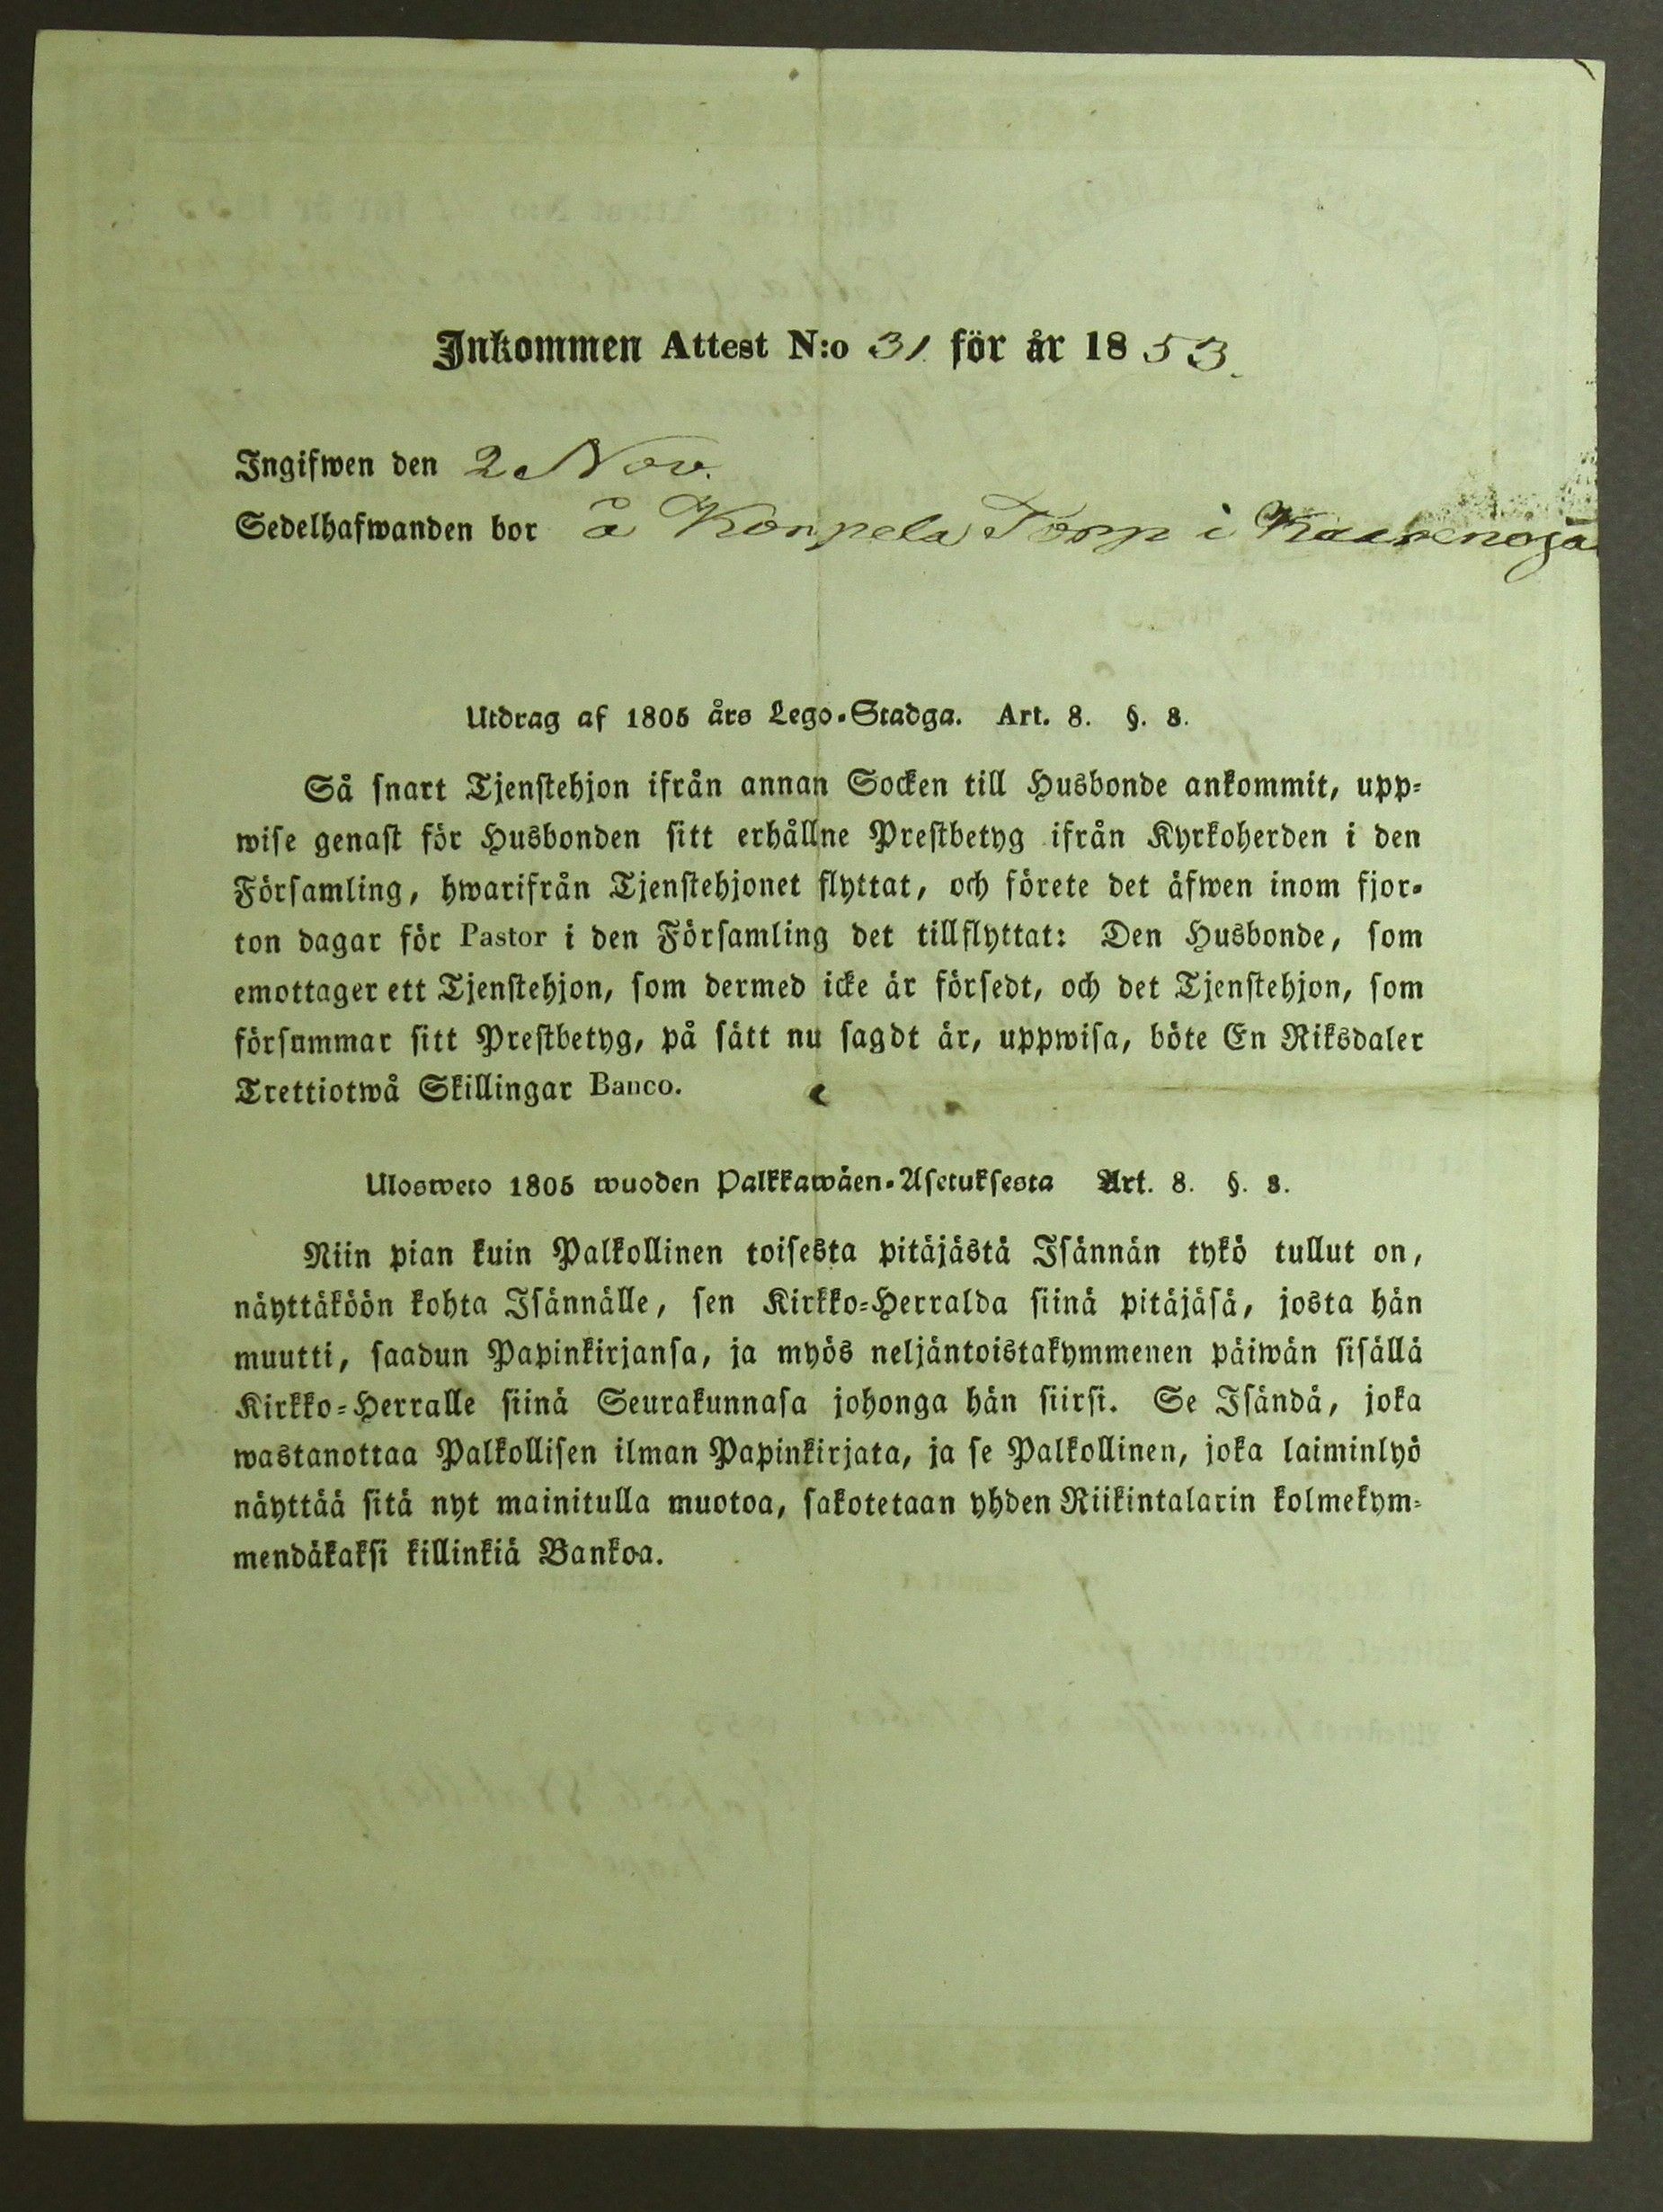 Inkommen Attest N:o 31 för år 1853.
Ingifwen den 2 Nov.
Sedelhafwanden bor å Korpela Torp i
Utdrag af 1805 års Lego-Stadga. Art. 8. §. 8.
Så snart Tjenstehjon ifrån annan Socken till Husbonde ankommit, upp-
wise genast för Husbonden sitt erhållne Prestbetyg ifrån Kyrkoherden i den
Församling, hwarifrån Tjenstehjonet flyttat, och förete det äfwen inom fjor-
ton dagar för Pastor i den Församling det tillflyttat: Den Husbonde, som
emottager ett Tjenstehjon, som dermed icke är försedt, och det Tjenstehjon, som
försummar sitt Prestbetyg, på sätt nu sagdt är, uppwisa, böte En Riksdaler
Trettiotwå Skillingar Banco.
Ulosweto 1805 wuoden Palkkawäen-Asetuksesta Art. 8. §. 8.
Niin pian kuin Palkollinen toisesta pitäjästä Isännän tykö tullut on,
näyttäköön kohta Isännälle, sen Kirkko-Herralda siinä pitäjäsä, josta hän
muutti, saadun Papinkirjansa, ja myös neljäntoistakymmenen päiwän sisällä
Kirkko-Herralle siinä Seurakunnasa johonga hän siirsi. Se Isändä, joka
wastanottaa Palkollisen ilman Papinkirjata, ja se Palkollinen, joka laiminlyö
näyttää sitä nyt mainitulla muotoa, sakotetaan yhden Riikintalarin kolmekym-
mendäkaksi killinkiä Bankoa.